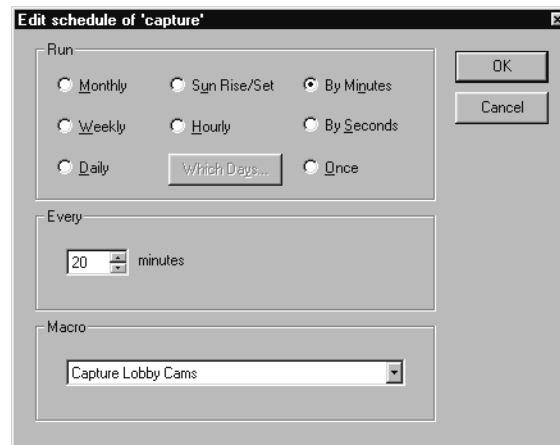 Edit schedule of 'capture'
Run
Monthly
Sun Rise/Set
By Minutes
OK
Weekly
Hourly
By Seconds
Cancel
Daily
Which Days...
Once
Every
20 minutes
Macro
Capture Lobby Cams